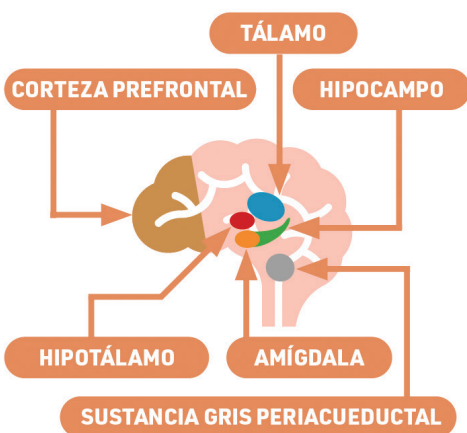 TÁLAMO
CORTEZA PREFRONTAL
HIPOCAMPO
HIPOTÁLAMO
AMÍGDALA
SUSTANCIA GRIS PERIACUEDUCTAL